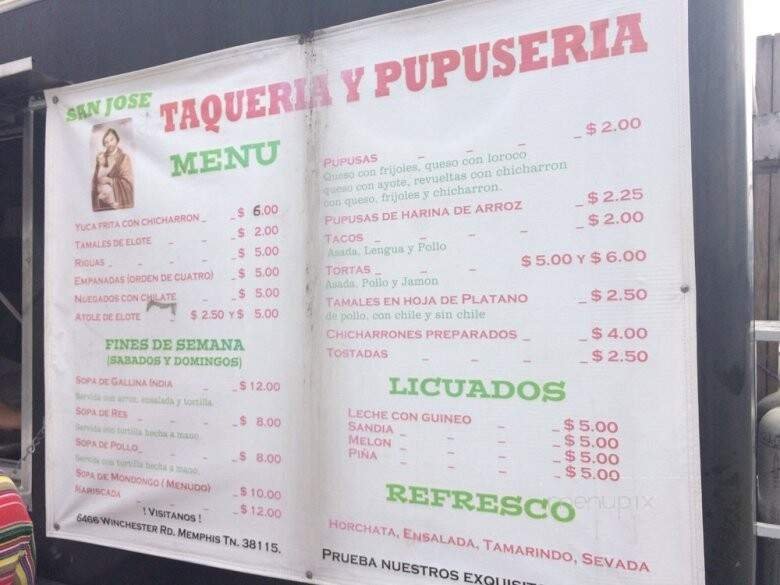 SAN JOSE TAQUERIA Y PUPUSERIA
MENU
YUCA FRITA CON CHICHARRON _ _ $ 6.00
TAMALES DE ELOTE - - _ $ 2.00
RIGUAS - - - _ $ 5.00
EMPANADAS (ORDEN DE CUATRO) _ $ 5.00
NUEGADOS CON CHILATE - _ $ 5.00
ATOLE DE ELOTE - $ 2.50 Y $ 5.00
FINES DE SEMANA
(SABADOS Y DOMINGOS)
SOPA DE GALLINA INDIA - _ $ 12.00
Servida con arroz, ensalada y tortilla.
SOPA DE RES - - - _ $ 8.00
Servida con tortilla hecha a mano.
SOPA DE POLLO - - _ $ 8.00
Servida con tortilla hecha a mano.
SOPA DE MONDONGO (MENUDO) _ $ 10.00
MARISCADA - - _ $ 12.00
! VISITANOS !
6466 WINCHESTER RD. MEMPHIS TN. 38115.
PUPUSAS - - - _ $ 2.00
Queso con frijoles, queso con loroco
queso con ayote, revueltas con chicharron
con queso, frijoles y chicharron.
PUPUSAS DE HARINA DE ARROZ _ $ 2.25
TACOS _ - - - _ $ 2.00
Asada, Lengua y Pollo
TORTAS _ - - $ 5.00 Y $ 6.00
Asada, Pollo y Jamon
TAMALES EN HOJA DE PLATANO _ $ 2.50
de pollo, con chile y sin chile
CHICHARRONES PREPARADOS _ _ $ 4.00
TOSTADAS - - - _ $ 2.50
LICUADOS
LECHE CON GUINEO - _ $ 5.00
SANDIA _ - - _ $ 5.00
MELON _ - - _ $ 5.00
PIÑA - - - _ $ 5.00
REFRESCO
HORCHATA, ENSALADA, TAMARINDO, SEVADA
PRUEBA NUESTROS
menupix